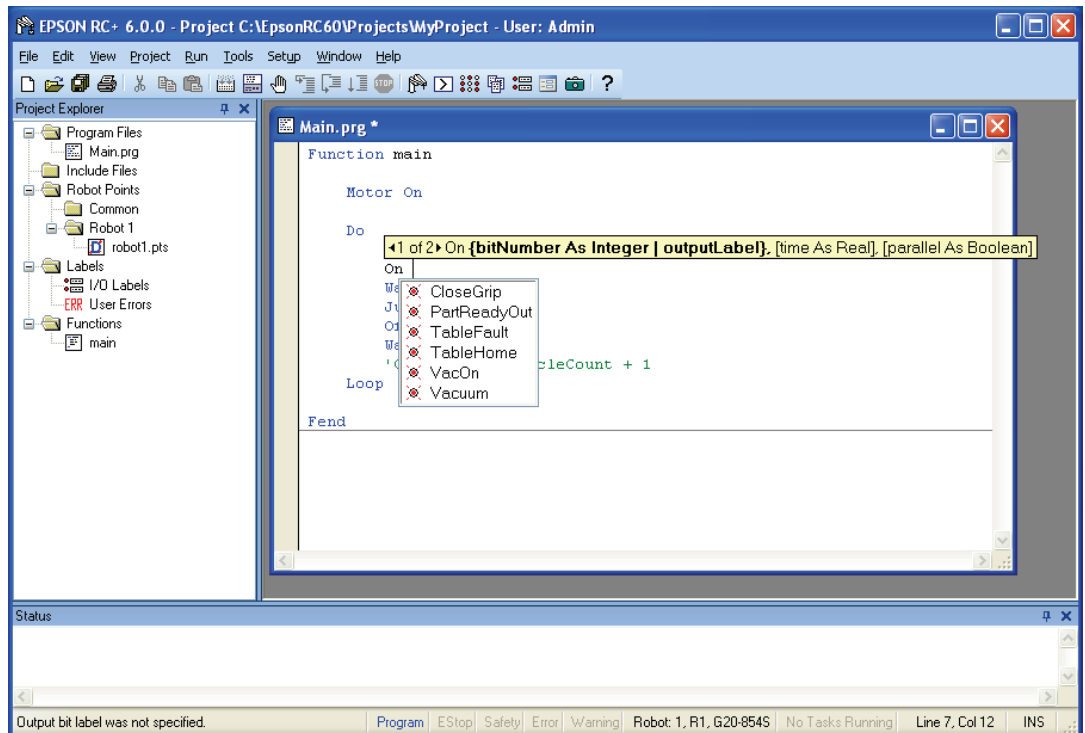 EPSON RC+ 6.0.0 - Project C:\EpsonRC60\Projects\MyProject - User: Admin
File Edit View Project Run Tools Setup Window Help
Project Explorer
Program Files
Main.prg
Include Files
Robot Points
Common
Robot 1
robot1.pts
Labels
I/O Labels
ERR User Errors
Functions
main
Main.prg *
Function main
Motor On
Do
1 of 2 On {bitNumber As Integer | outputLabel}, [time As Real], [parallel As Boolean]
On
CloseGrip
PartReadyOut
TableFault
TableHome
VacOn
Vacuum
cleCount + 1
Loop
Fend
Status
Output bit label was not specified.
Program EStop Safety Error Warning Robot: 1, R1, G20-854S No Tasks Running Line 7, Col 12 INS